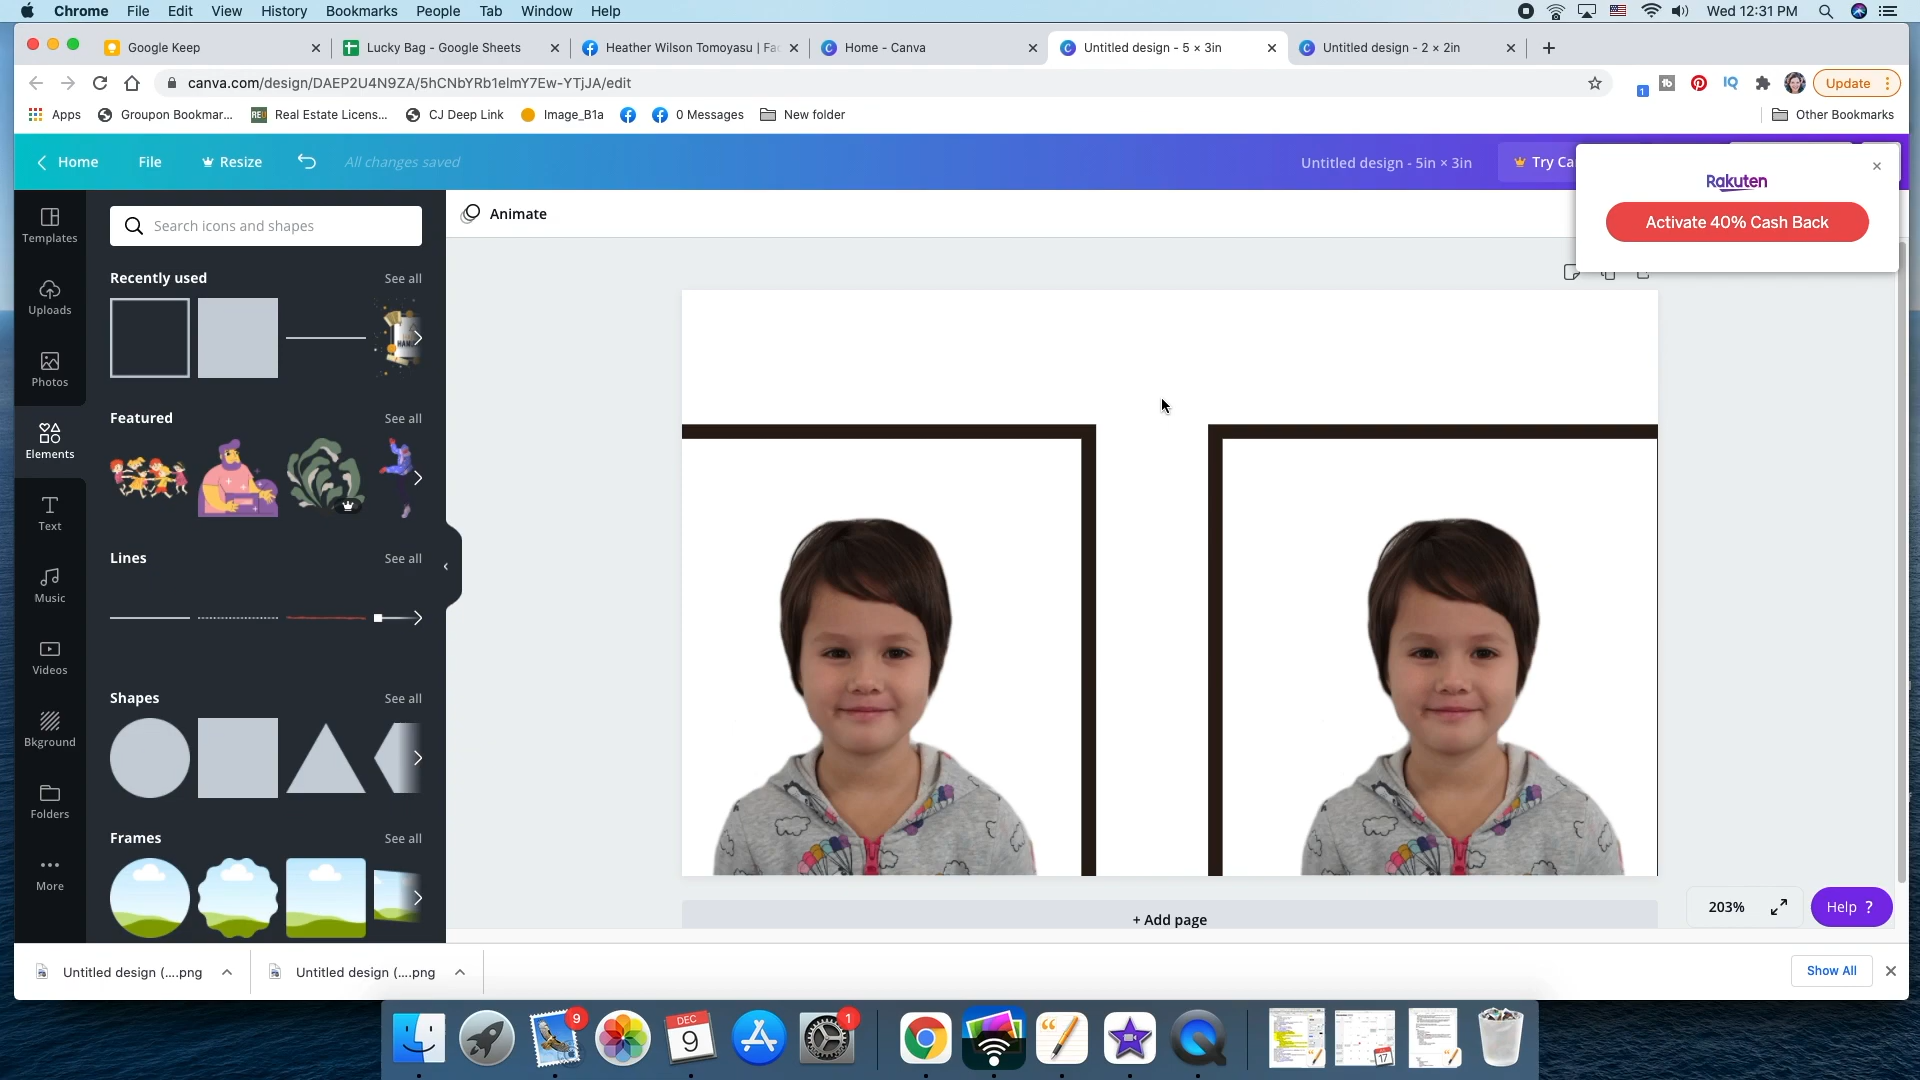 Chrome File Edit View History Bookmarks People Tab Window Help Wed 12:31 PM
Google Keep Lucky Bag - Google Sheets Heather Wilson Tomoyasu | Fac Home - Canva Untitled design - 5 × 3in Untitled design - 2 × 2in
canva.com/design/DAEP2U4N9ZA/5hCNbYRb1elmY7Ew-YTjJA/edit 1 Update
Apps Groupon Bookmar... REU Real Estate Licens... CJ Deep Link Image_B1a 0 Messages New folder Other Bookmarks
Home File Resize All changes saved Untitled design - 5in × 3in Try Ca
Rakuten
Activate 40% Cash Back
Templates
Uploads
Photos
Elements
Text
Music
Videos
Bkground
Folders
More
Search icons and shapes
Recently used See all
Featured See all
Lines See all
Shapes See all
Frames See all
Animate
+ Add page
203% Help ?
Untitled design (....png Untitled design (....png Show All
9 DEC 9 1 17